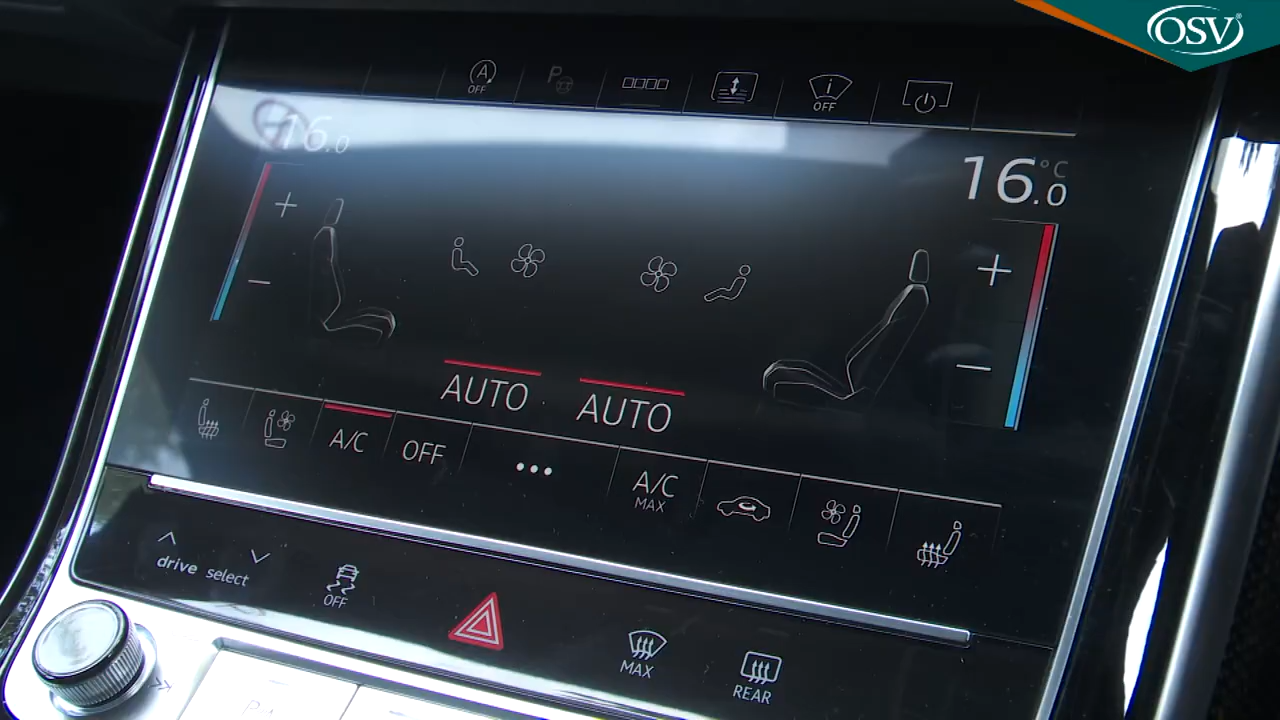 OSV
A
OFF
P
i
OFF
16.0
16.0 °C
AUTO
AUTO
A/C
OFF
A/C
MAX
drive select
OFF
MAX
REAR